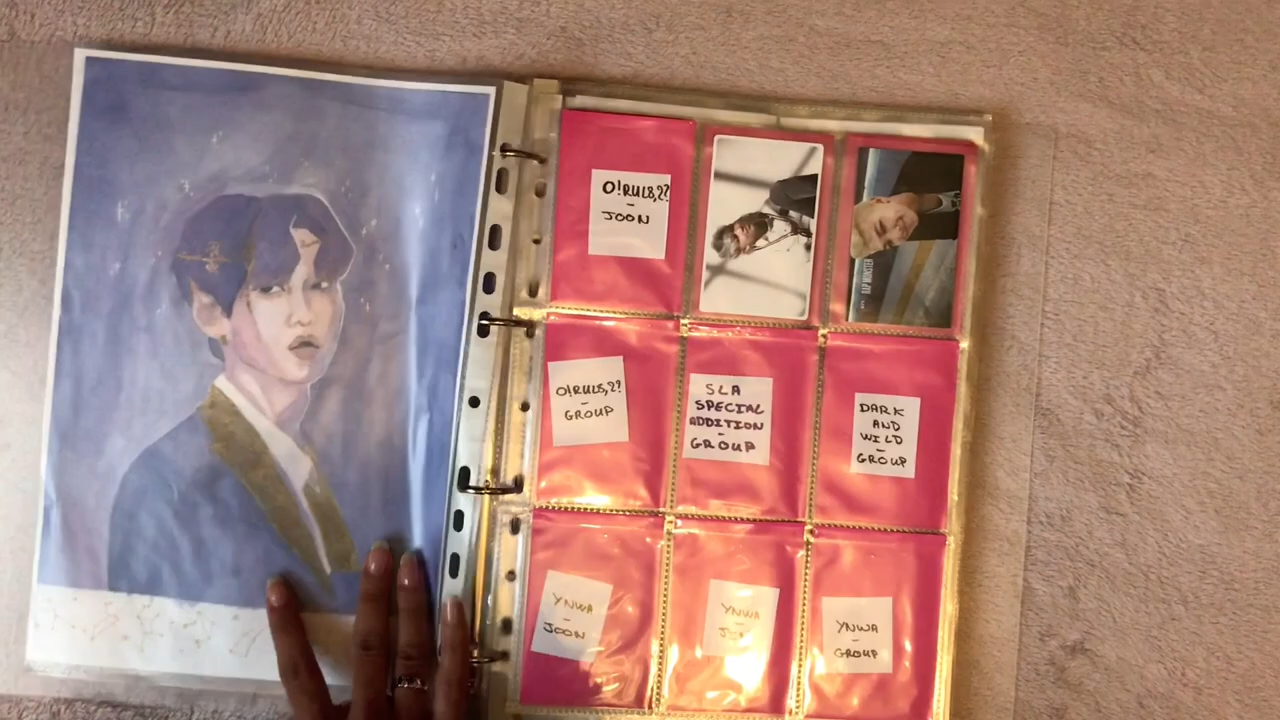 O!RUL8,2?
-
JOON
RAP MONSTER
O!RUL8,2?
-
GROUP
SLA
SPECIAL
ADDITION
-
GROUP
DARK
AND
WILD
-
GROUP
YNWA
-
JOON
YNWA
-
JOON
YNWA
-
GROUP